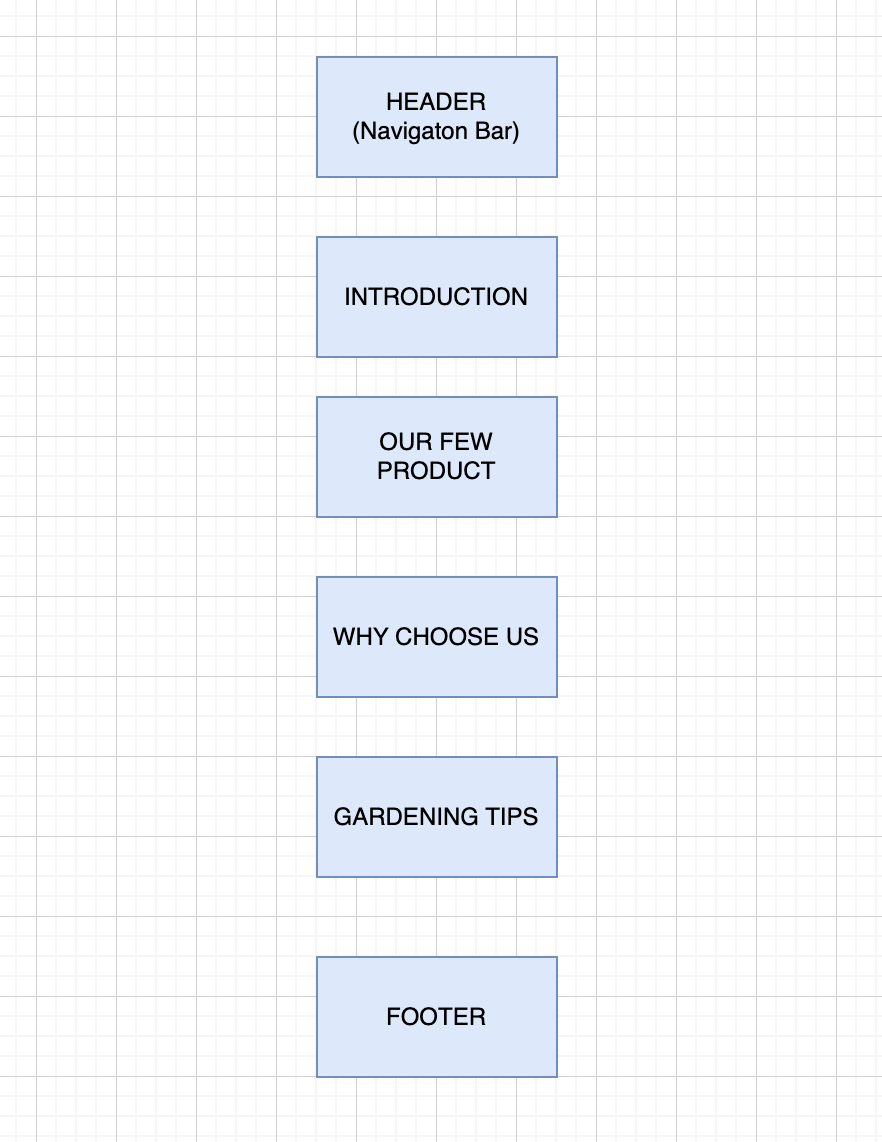 HEADER
(Navigaton Bar)
INTRODUCTION
OUR FEW
PRODUCT
WHY CHOOSE US
GARDENING TIPS
FOOTER